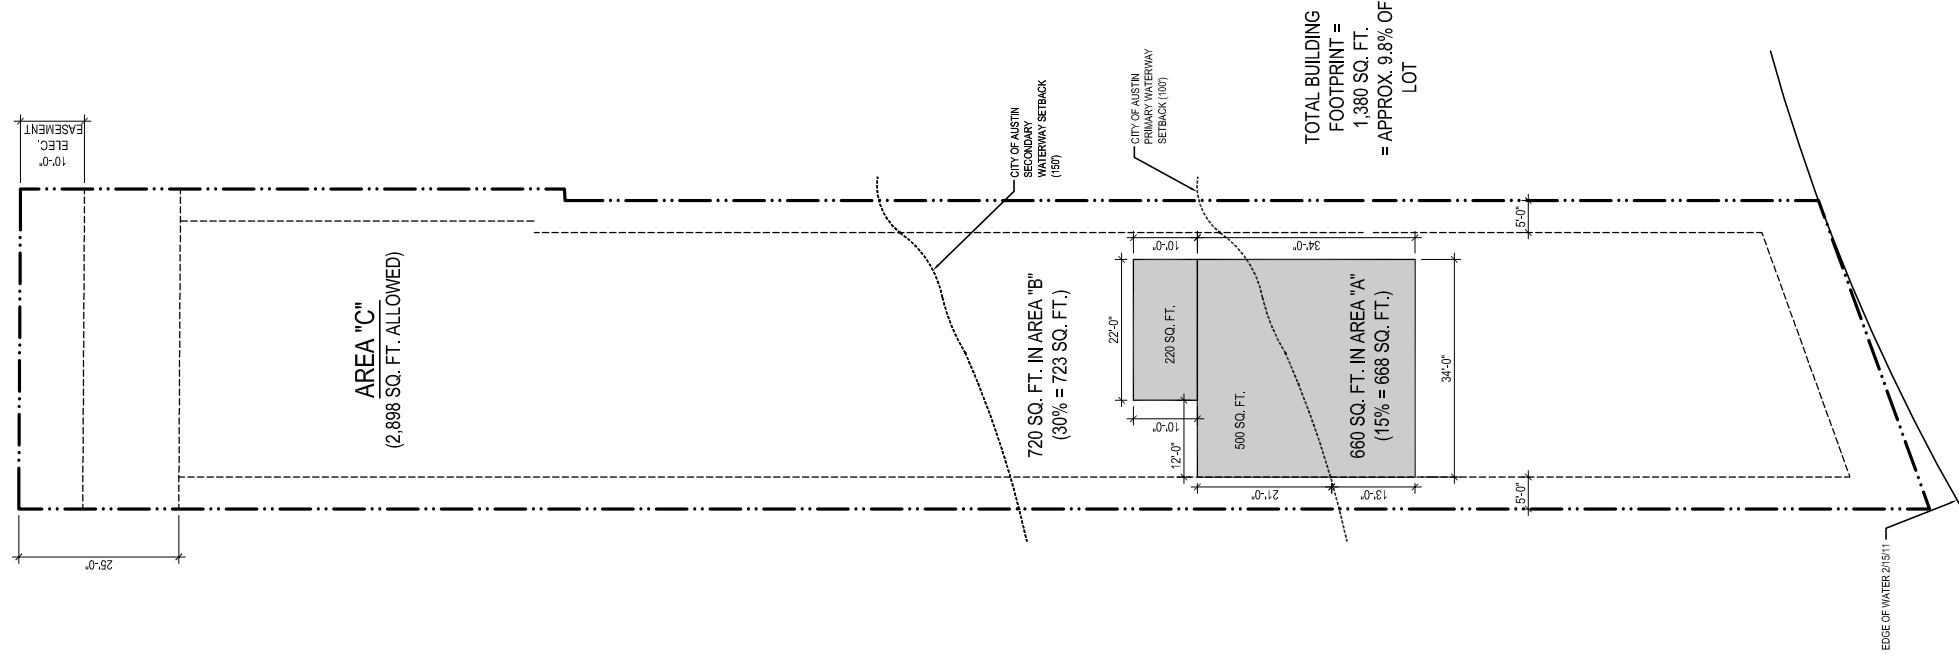 10'-0"
ELEC.
EASEMENT
25'-0"
AREA "C"
(2,898 SQ. FT. ALLOWED)
CITY OF AUSTIN
SECONDARY
WATERWAY SETBACK
(150')
CITY OF AUSTIN
PRIMARY WATERWAY
SETBACK (100')
TOTAL BUILDING
FOOTPRINT =
1,380 SQ. FT.
= APPROX. 9.8% OF
LOT
720 SQ. FT. IN AREA "B"
(30% = 723 SQ. FT.)
22'-0"
220 SQ. FT.
10'-0"
10'-0"
12'-0"
34'-0"
500 SQ. FT.
21'-0"
13'-0"
660 SQ. FT. IN AREA "A"
(15% = 668 SQ. FT.)
34'-0"
5'-0"
5'-0"
EDGE OF WATER 2/15/11